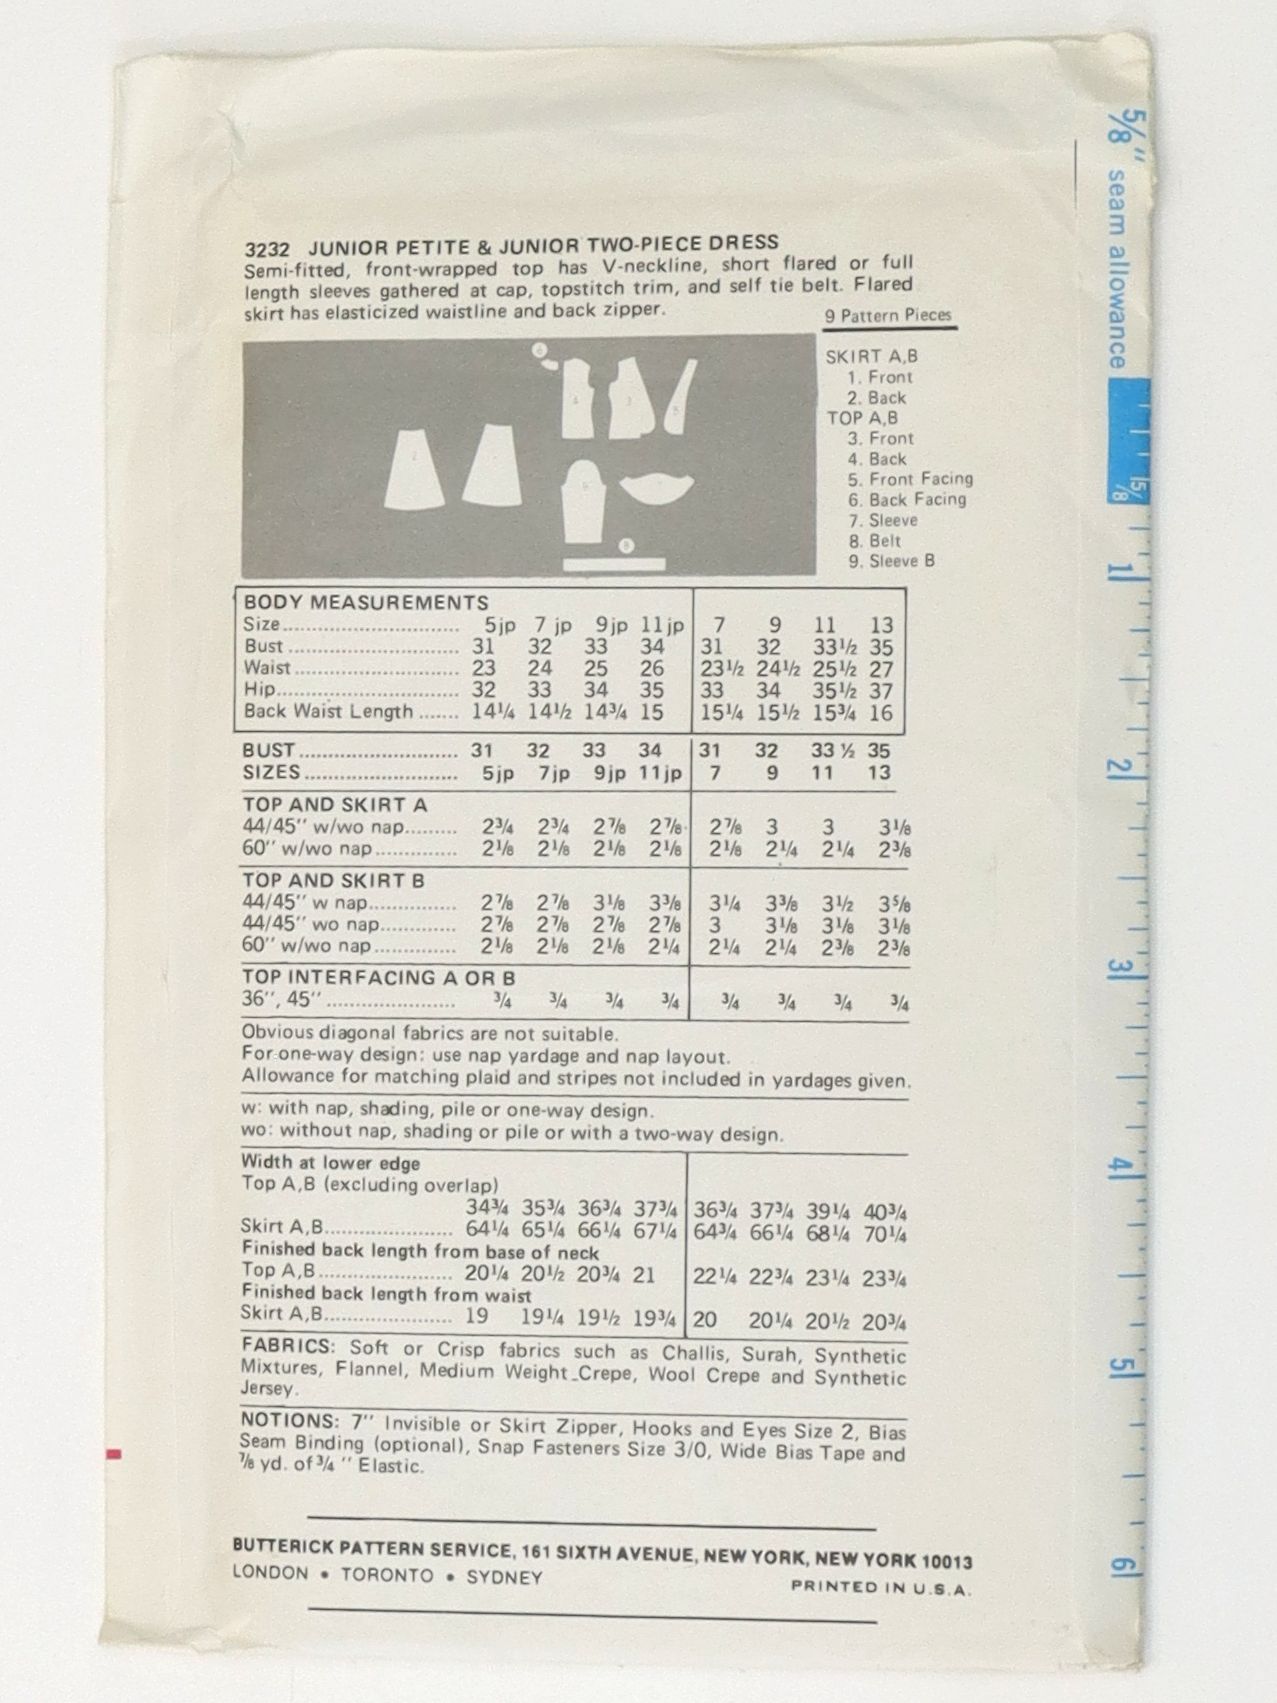 3232 JUNIOR PETITE & JUNIOR TWO-PIECE DRESS
Semi-fitted, front-wrapped top has V-neckline, short flared or full
length sleeves gathered at cap, topstitch trim, and self tie belt. Flared
skirt has elasticized waistline and back zipper.
9 Pattern Pieces
SKIRT A,B
1. Front
2. Back
TOP A,B
3. Front
4. Back
5. Front Facing
6. Back Facing
7. Sleeve
8. Belt
9. Sleeve B
BODY MEASUREMENTS
Size.............................. 5jp 7 jp 9jp 11jp 7 9 11 13
Bust ............................. 31 32 33 34 31 32 33½ 35
Waist ............................ 23 24 25 26 23½ 24½ 25½ 27
Hip............................... 32 33 34 35 33 34 35½ 37
Back Waist Length ....... 14¼ 14½ 14¾ 15 15¼ 15½ 15¾ 16
BUST ........................... 31 32 33 34 31 32 33 ½ 35
SIZES .......................... 5jp 7jp 9jp 11jp 7 9 11 13
TOP AND SKIRT A
44/45" w/wo nap......... 2¾ 2¾ 2⅞ 2⅞ 2⅞ 3 3 3⅛
60" w/wo nap .............. 2⅛ 2⅛ 2⅛ 2⅛ 2⅛ 2¼ 2¼ 2⅜
TOP AND SKIRT B
44/45" w nap............... 2⅞ 2⅞ 3⅛ 3⅜ 3¼ 3⅜ 3½ 3⅝
44/45" wo nap............. 2⅞ 2⅞ 2⅞ 2⅞ 3 3⅛ 3⅛ 3⅛
60" w/wo nap .............. 2⅛ 2⅛ 2⅛ 2¼ 2¼ 2¼ 2⅜ 2⅜
TOP INTERFACING A OR B
36", 45" ...................... ¾ ¾ ¾ ¾ ¾ ¾ ¾ ¾
Obvious diagonal fabrics are not suitable.
For one-way design: use nap yardage and nap layout.
Allowance for matching plaid and stripes not included in yardages given.
w: with nap, shading, pile or one-way design.
wo: without nap, shading or pile or with a two-way design.
Width at lower edge
Top A,B (excluding overlap)
34¾ 35¾ 36¾ 37¾ 36¾ 37¾ 39¼ 40¾
Skirt A,B...................... 64¼ 65¼ 66¼ 67¼ 64¾ 66¼ 68¼ 70¼
Finished back length from base of neck
Top A,B....................... 20¼ 20½ 20¾ 21 22¼ 22¾ 23¼ 23¾
Finished back length from waist
Skirt A,B...................... 19 19¼ 19½ 19¾ 20 20¼ 20½ 20¾
FABRICS: Soft or Crisp fabrics such as Challis, Surah, Synthetic
Mixtures, Flannel, Medium Weight Crepe, Wool Crepe and Synthetic
Jersey.
NOTIONS: 7" Invisible or Skirt Zipper, Hooks and Eyes Size 2, Bias
Seam Binding (optional), Snap Fasteners Size 3/0, Wide Bias Tape and
⅞ yd. of ¾ " Elastic.
BUTTERICK PATTERN SERVICE, 161 SIXTH AVENUE, NEW YORK, NEW YORK 10013
LONDON • TORONTO • SYDNEY
PRINTED IN U.S.A.
5/8" seam allowance
5/8
1
2
3
4
5
6